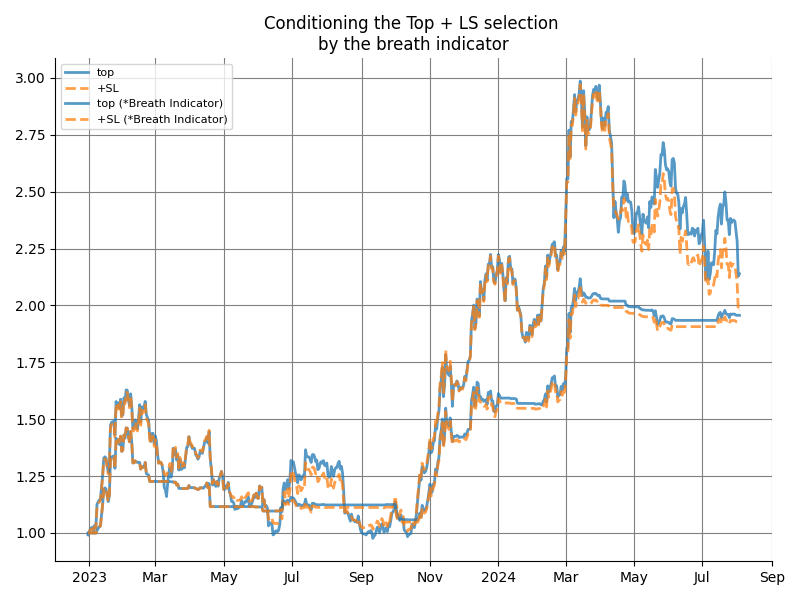 Conditioning the Top + LS selection
by the breath indicator
top
+SL
top (*Breath Indicator)
+SL (*Breath Indicator)
3.00
2.75
2.50
2.25
2.00
1.75
1.50
1.25
1.00
2023 Mar May Jul Sep Nov 2024 Mar May Jul Sep